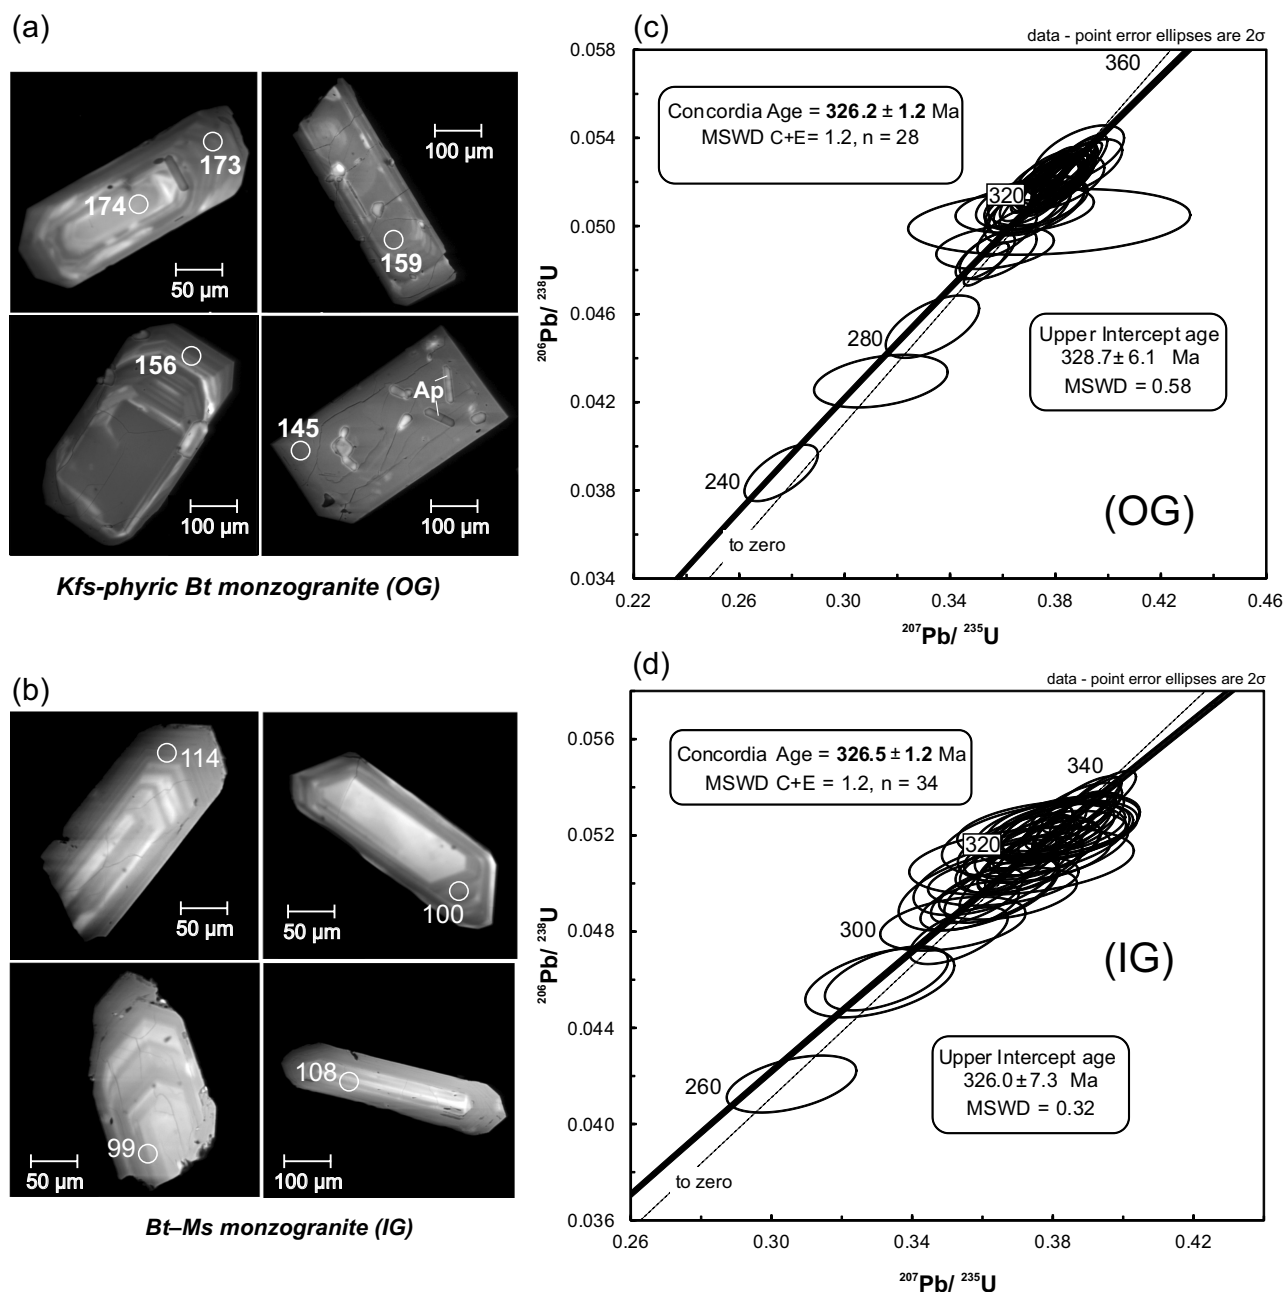 (a)
173
174
50 µm
100 µm
159
156
100 µm
Ap
145
100 µm
Kfs-phyric Bt monzogranite (OG)
(b)
114
50 µm
100
50 µm
99
50 µm
108
100 µm
Bt–Ms monzogranite (IG)
(c)
data - point error ellipses are 2σ
0.058
0.054
0.050
0.046
0.042
0.038
0.034
206Pb/ 238U
360
Concordia Age = 326.2 ± 1.2 Ma
MSWD C+E= 1.2, n = 28
320
280
240
Upper Intercept age
328.7± 6.1 Ma
MSWD = 0.58
(OG)
to zero
0.22
0.26
0.30
0.34
0.38
0.42
0.46
207Pb/ 235U
(d)
data - point error ellipses are 2σ
0.056
0.052
0.048
0.044
0.040
0.036
206Pb/ 238U
Concordia Age = 326.5 ± 1.2 Ma
MSWD C+E = 1.2, n = 34
340
320
300
260
(IG)
Upper Intercept age
326.0±7.3 Ma
MSWD = 0.32
to zero
0.26
0.30
0.34
0.38
0.42
207Pb/ 235U